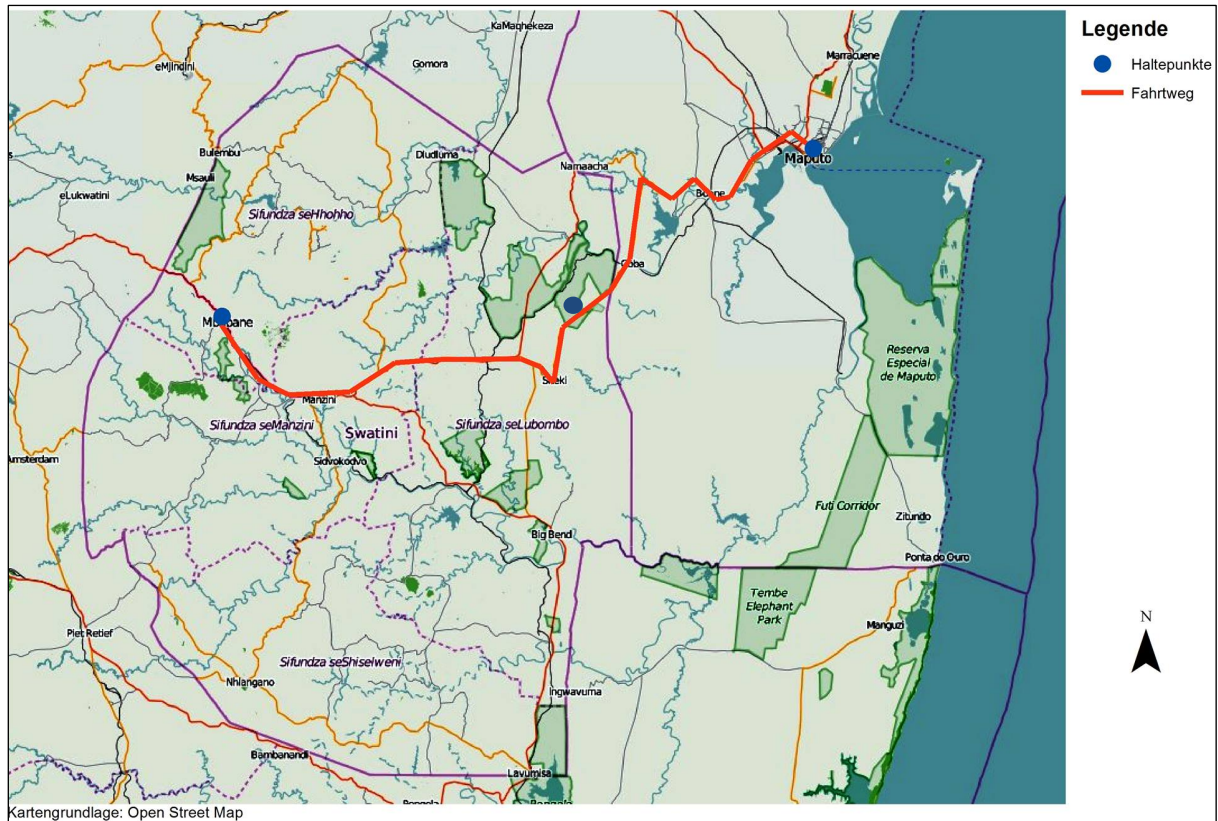 Legende
Haltepunkte
Fahrtweg
KaMaqhekeza
eMjindini
Gomora
Marracuene
Bulembu
Dludluma
Maputo
Msauli
Namaacha
eLukwatini
Boane
Sifundza seHhohho
Goba
Mbabane
Reserva
Especial
de Maputo
Siteki
Manzini
Sifundza seManzini
Swatini
Sifundza seLubombo
Amsterdam
Sidvokodvo
Futi Corridor
Zitundo
Big Bend
Ponta do Ouro
Tembe
Elephant
Park
Piet Retief
Manguzi
N
Sifundza seShiselweni
Nhlangano
Ingwavuma
Bambanandi
Lavumisa
Kartengrundlage: Open Street Map